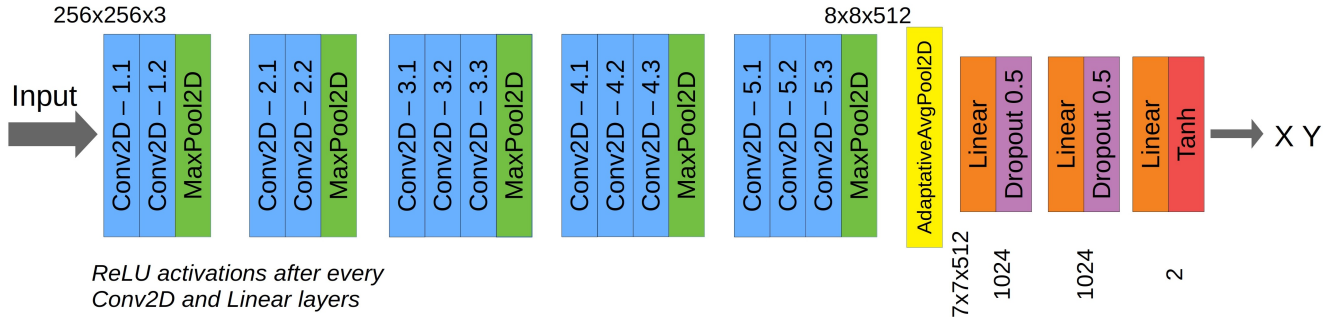 256x256x3
8x8x512
Input
Conv2D – 1.1
Conv2D – 1.2
MaxPool2D
Conv2D – 2.1
Conv2D – 2.2
MaxPool2D
Conv2D – 3.1
Conv2D – 3.2
Conv2D – 3.3
MaxPool2D
Conv2D – 4.1
Conv2D – 4.2
Conv2D – 4.3
MaxPool2D
Conv2D – 5.1
Conv2D – 5.2
Conv2D – 5.3
MaxPool2D
AdaptativeAvgPool2D
Linear
Dropout 0.5
Linear
Dropout 0.5
Linear
Tanh
X Y
7x7x512
1024
1024
2
ReLU activations after every
Conv2D and Linear layers